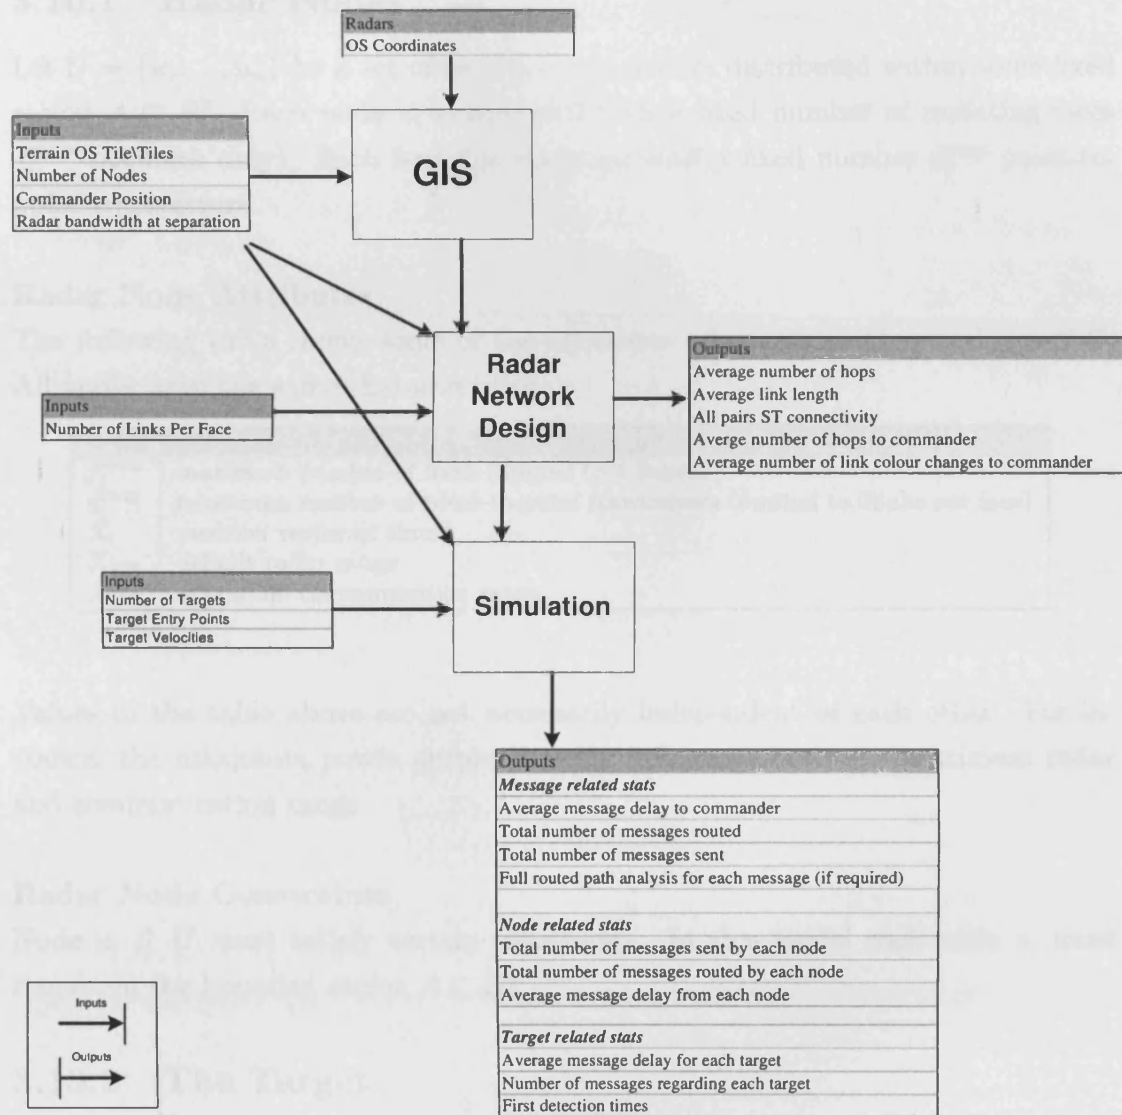 Radars
OS Coordinates
Inputs
Terrain OS Tile\Tiles
Number of Nodes
Commander Position
Radar bandwidth at separation
GIS
Radar
Network
Design
Outputs
Average number of hops
Average link length
All pairs ST connectivity
Averge number of hops to commander
Average number of link colour changes to commander
Inputs
Number of Links Per Face
Inputs
Number of Targets
Target Entry Points
Target Velocities
Simulation
Outputs
Message related stats
Average message delay to commander
Total number of messages routed
Total number of messages sent
Full routed path analysis for each message (if required)
Node related stats
Total number of messages sent by each node
Total number of messages routed by each node
Average message delay from each node
Target related stats
Average message delay for each target
Number of messages regarding each target
First detection times
Inputs
Outputs